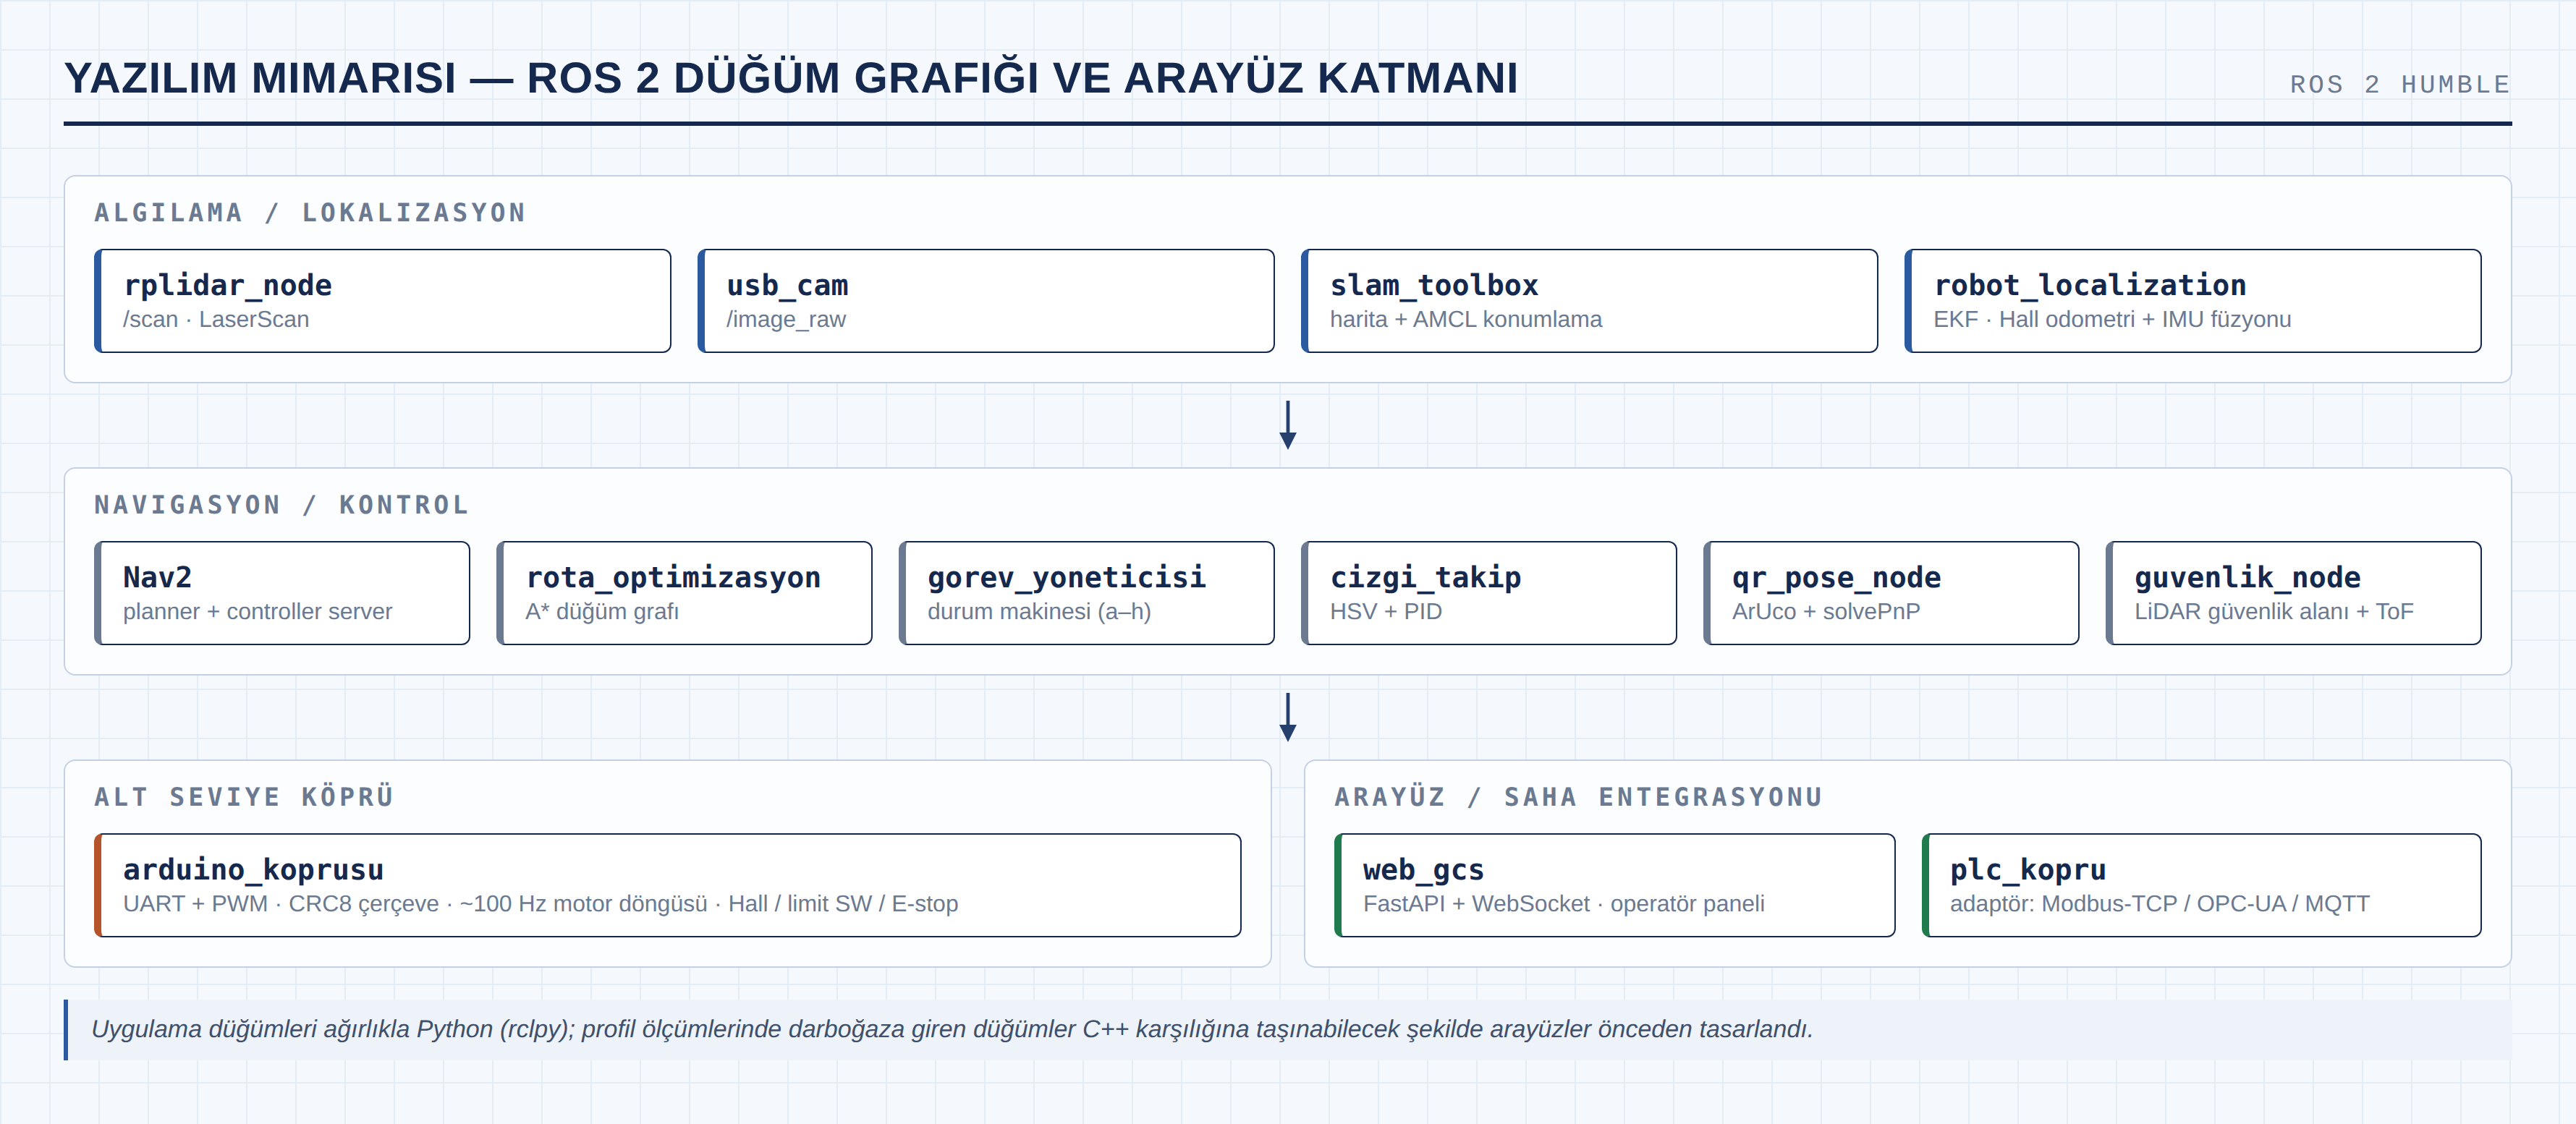 YAZILIM MIMARISI — ROS 2 DÜĞÜM GRAFIĞI VE ARAYÜZ KATMANI
ROS 2 HUMBLE
ALGILAMA / LOKALIZASYON
rplidar_node
/scan · LaserScan
usb_cam
/image_raw
slam_toolbox
harita + AMCL konumlama
robot_localization
EKF · Hall odometri + IMU füzyonu
NAVIGASYON / KONTROL
Nav2
planner + controller server
rota_optimizasyon
A* düğüm grafı
gorev_yoneticisi
durum makinesi (a–h)
cizgi_takip
HSV + PID
qr_pose_node
ArUco + solvePnP
guvenlik_node
LiDAR güvenlik alanı + ToF
ALT SEVIYE KÖPRÜ
arduino_koprusu
UART + PWM · CRC8 çerçeve · ~100 Hz motor döngüsü · Hall / limit SW / E-stop
ARAYÜZ / SAHA ENTEGRASYONU
web_gcs
FastAPI + WebSocket · operatör paneli
plc_kopru
adaptör: Modbus-TCP / OPC-UA / MQTT
Uygulama düğümleri ağırlıkla Python (rclpy); profil ölçümlerinde darboğaza giren düğümler C++ karşılığına taşınabilecek şekilde arayüzler önceden tasarlandı.